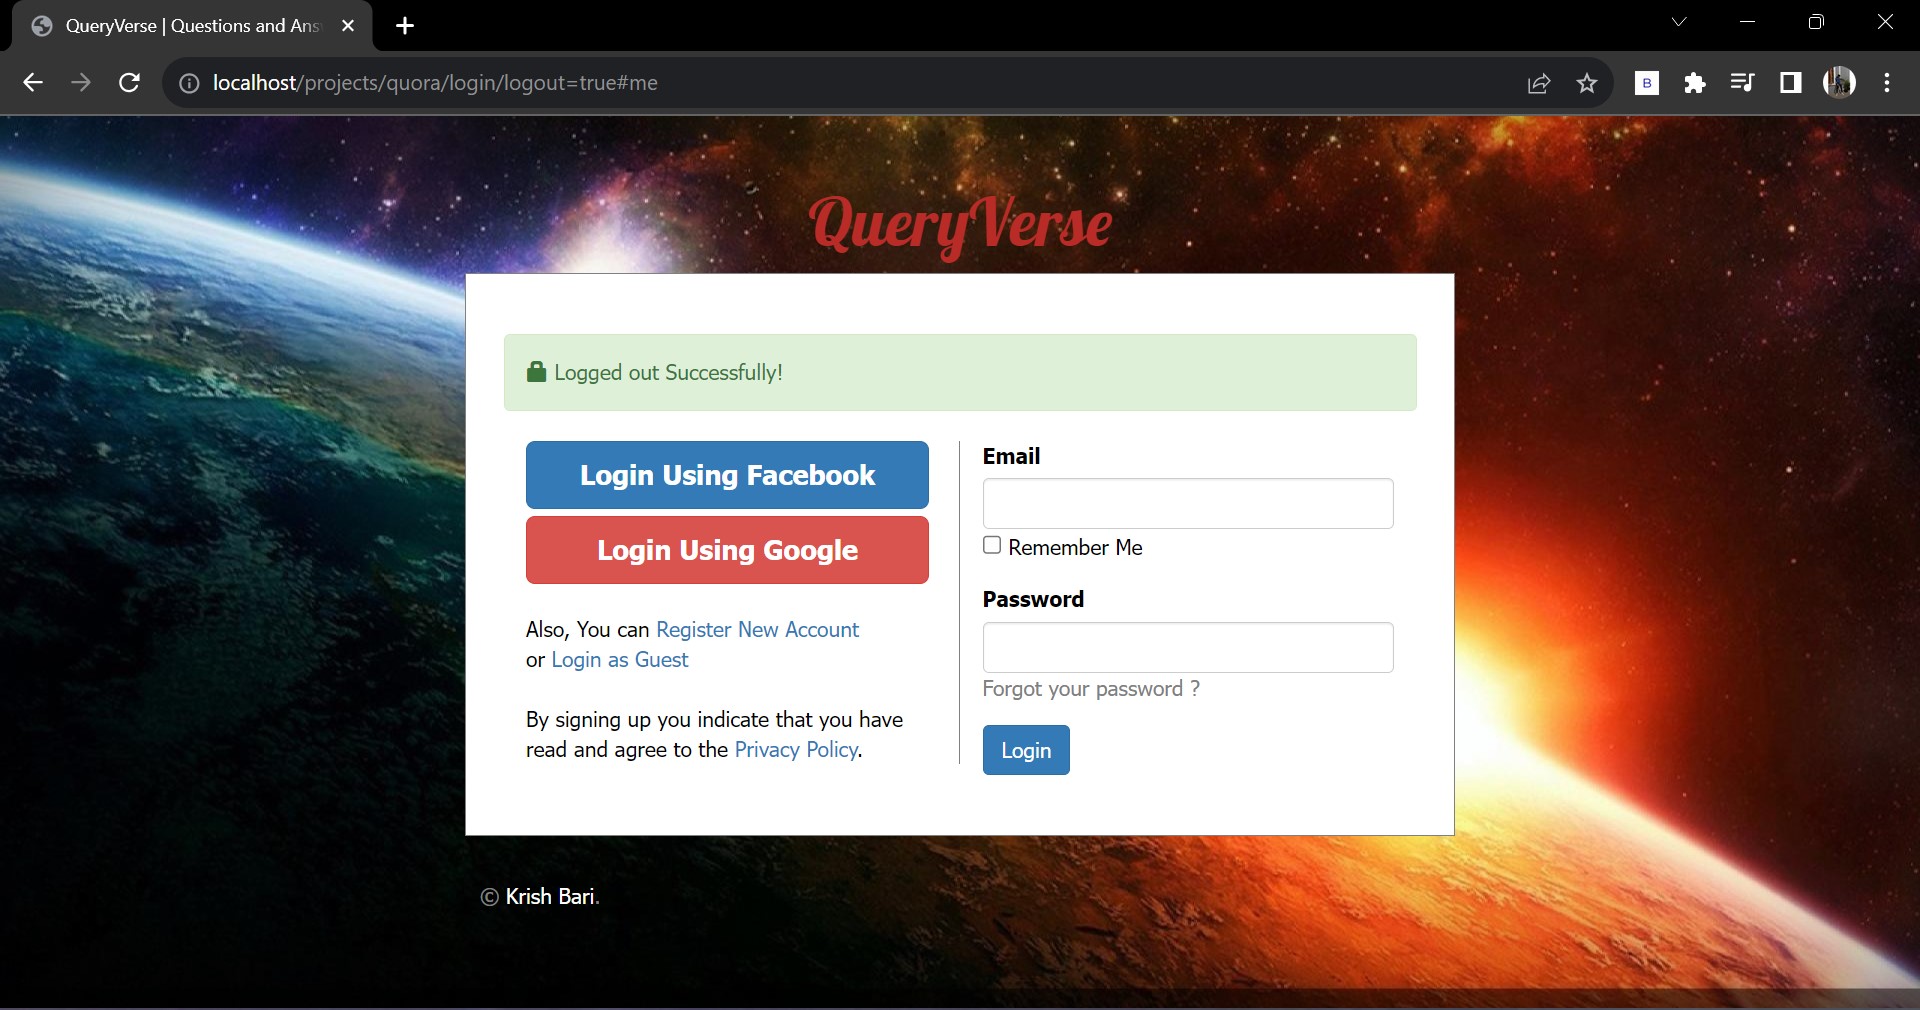 QueryVerse | Questions and Ans
localhost/projects/quora/login/logout=true#me
B
QueryVerse
Logged out Successfully!
Login Using Facebook
Login Using Google
Also, You can Register New Account
or Login as Guest
By signing up you indicate that you have
read and agree to the Privacy Policy.
Email
Remember Me
Password
Forgot your password ?
Login
© Krish Bari.